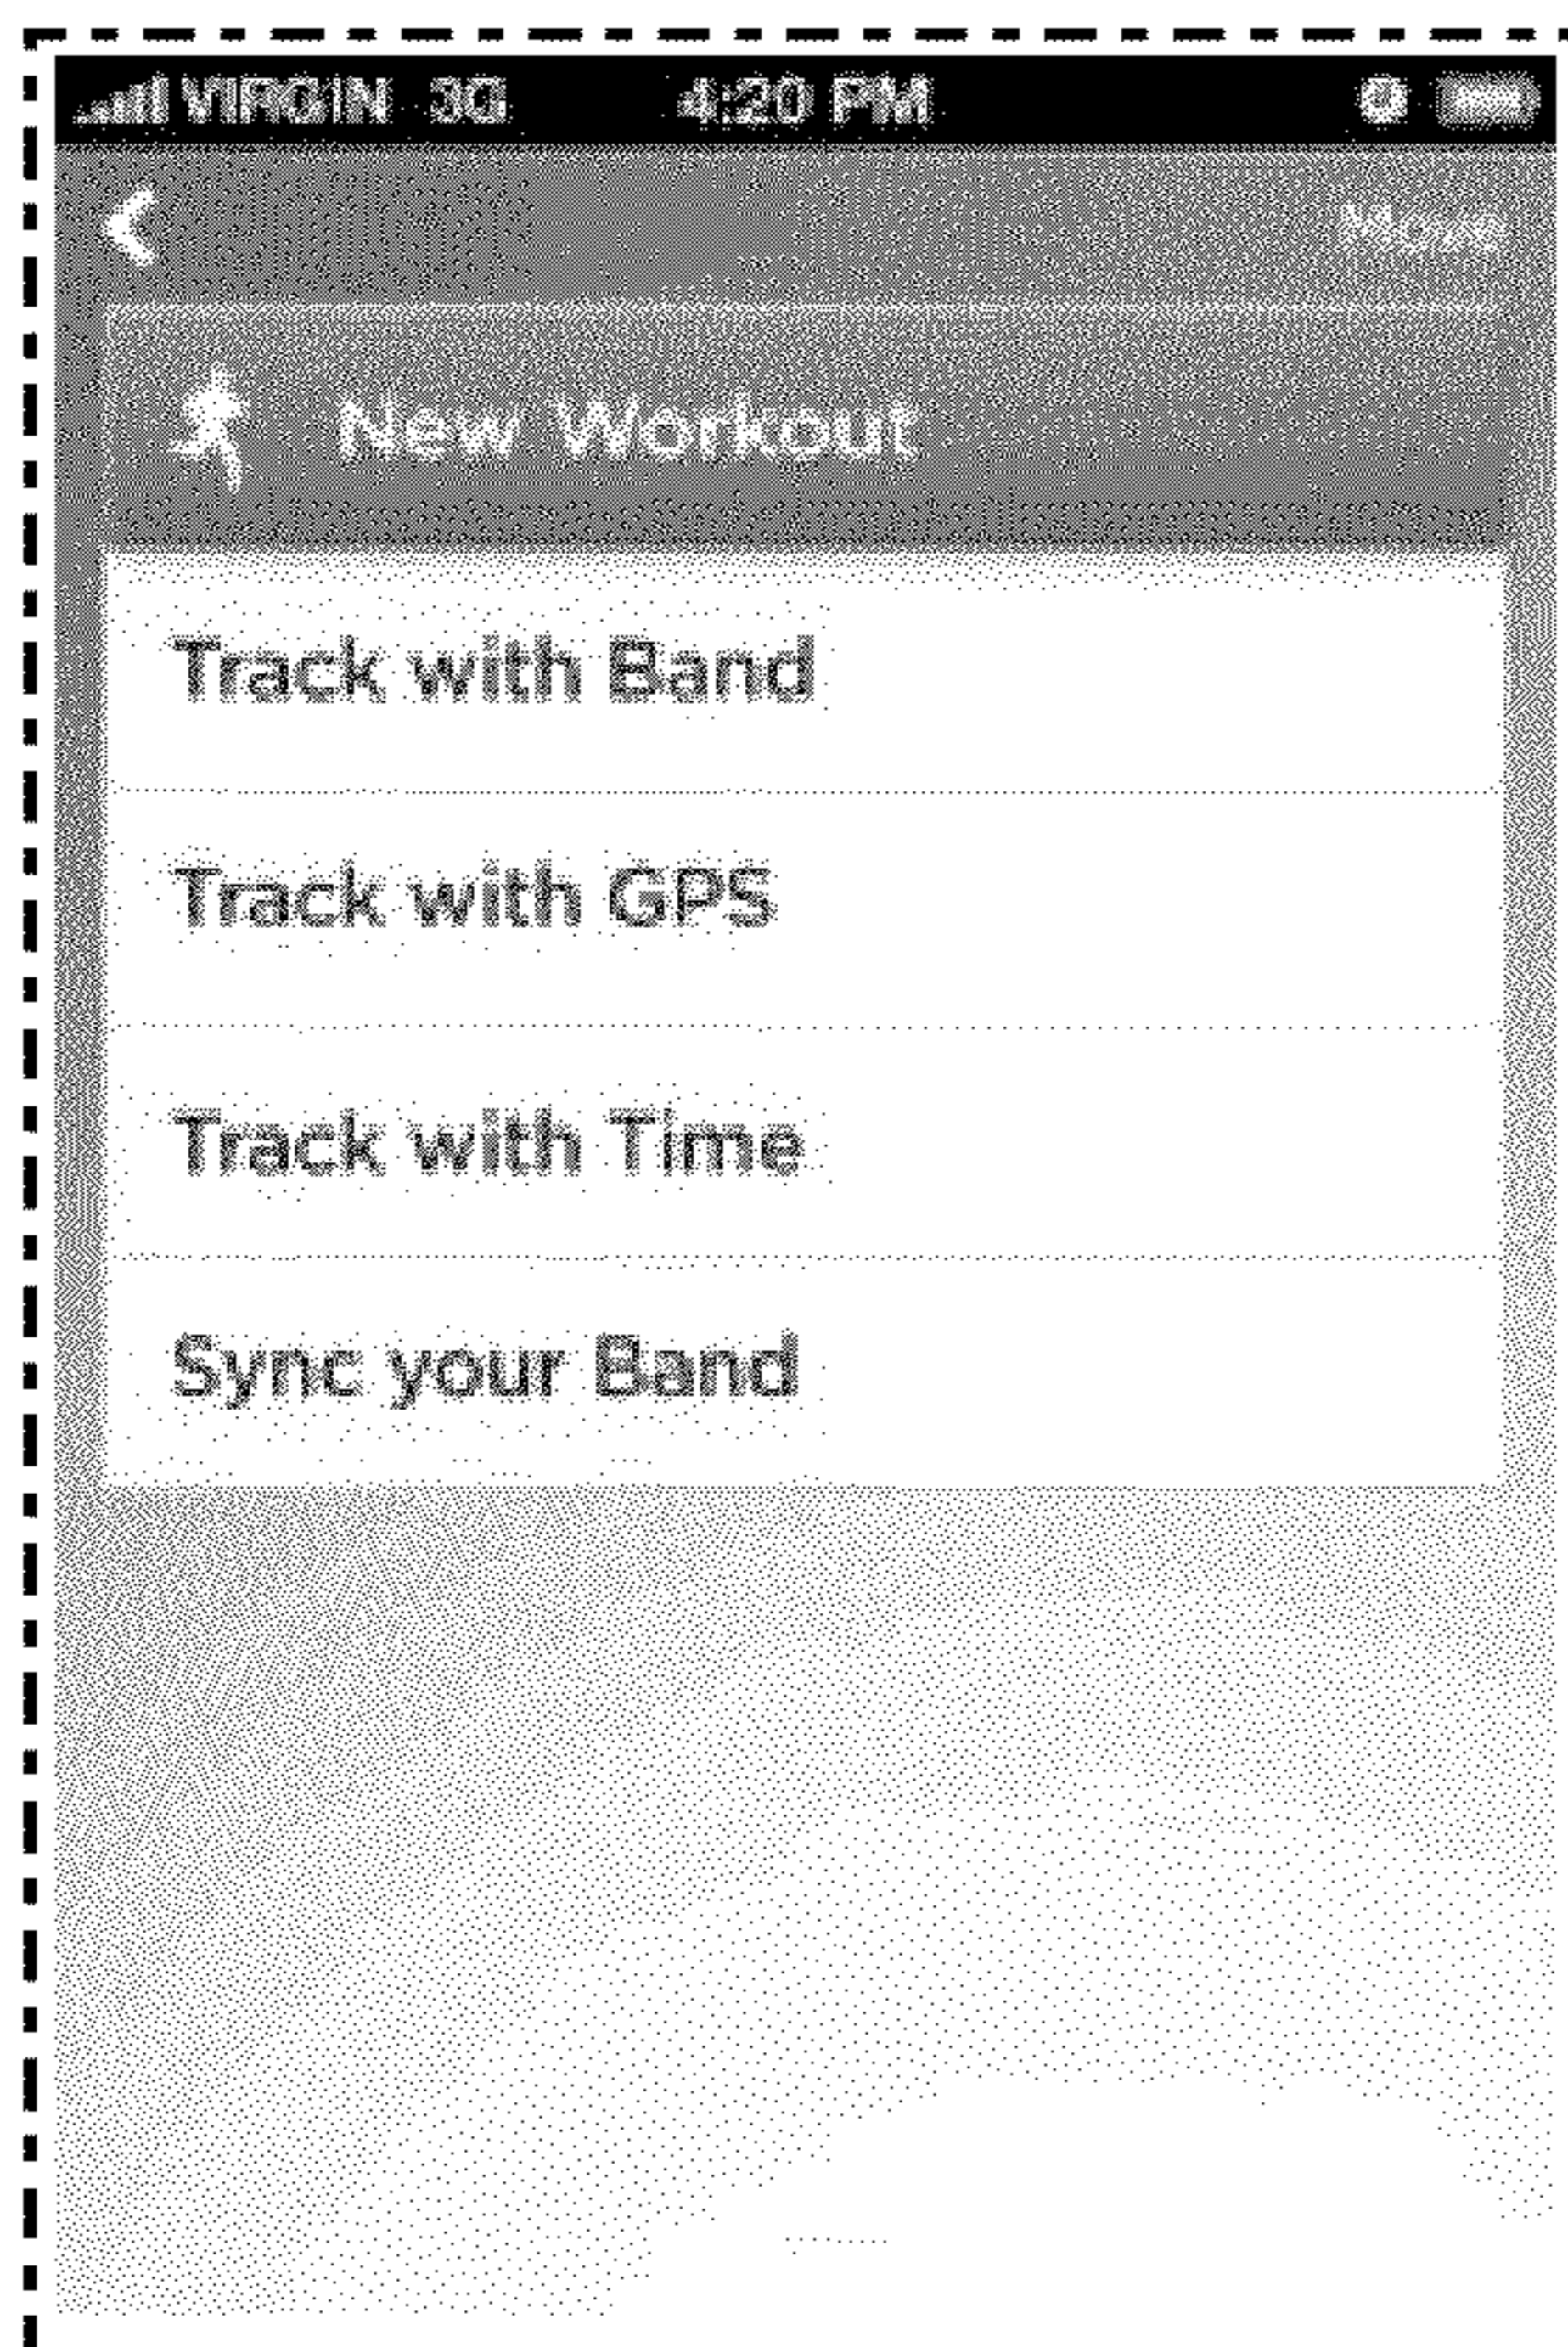 VIRGIN 3G 4:20 PM
More
New Workout
Track with Band
Track with GPS
Track with Time
Sync your Band